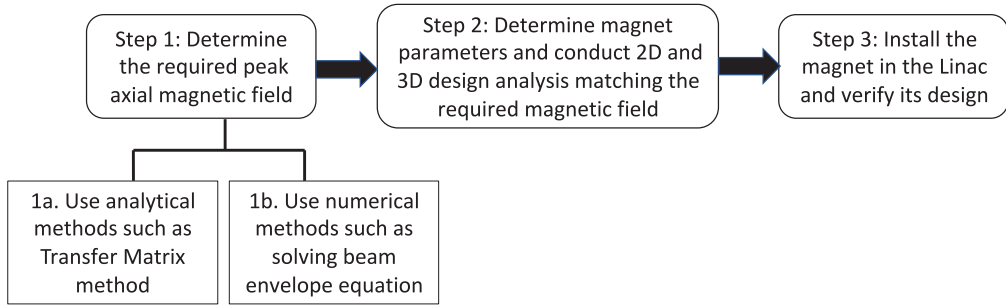 Step 1: Determine
the required peak
axial magnetic field
Step 2: Determine magnet
parameters and conduct 2D and
3D design analysis matching the
required magnetic field
Step 3: Install the
magnet in the Linac
and verify its design
1a. Use analytical
methods such as
Transfer Matrix
method
1b. Use numerical
methods such as
solving beam
envelope equation